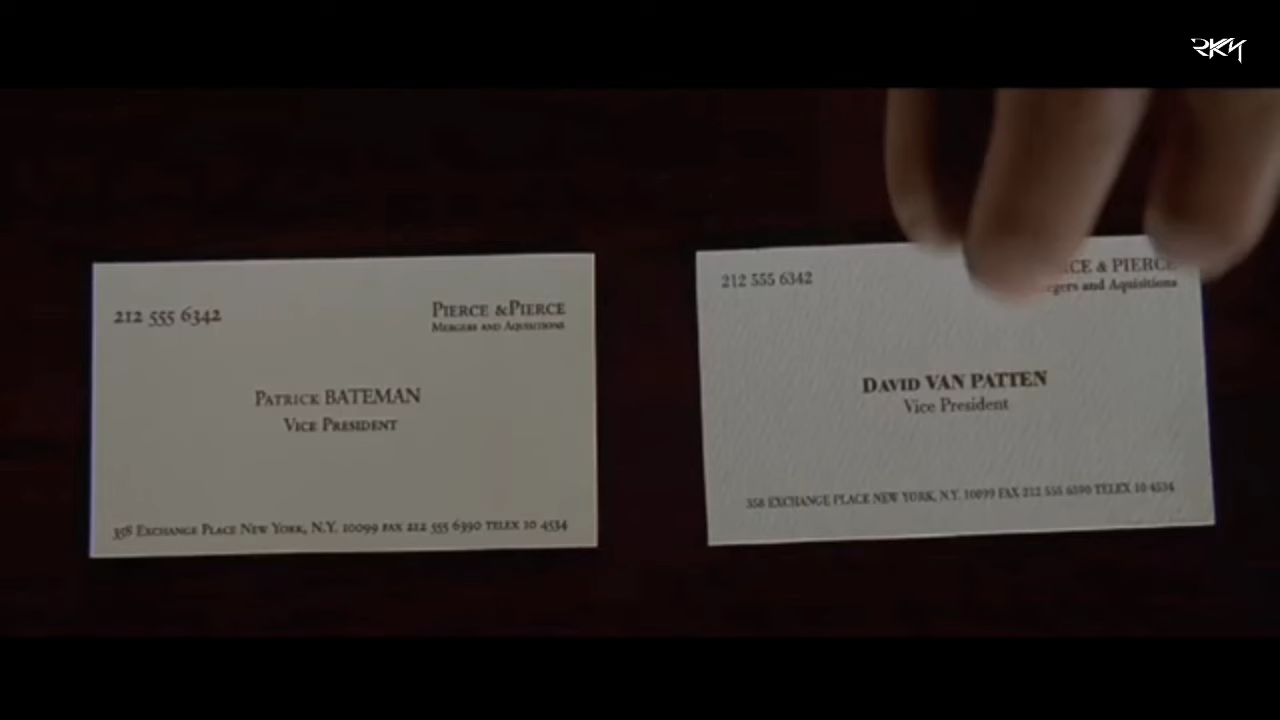 RKM
212 555 6342
PIERCE &PIERCE
MERGERS AND AQUISITIONS
PATRICK BATEMAN
VICE PRESIDENT
358 EXCHANGE PLACE NEW YORK, N.Y. 10099 FAX 212 555 6390 TELEX 10 4534
212 555 6342
& PIERCE
and Aquisitions
DAVID VAN PATTEN
Vice President
358 EXCHANGE PLACE NEW YORK, N.Y. 10099 FAX 212 555 6390 TELEX 10 4534